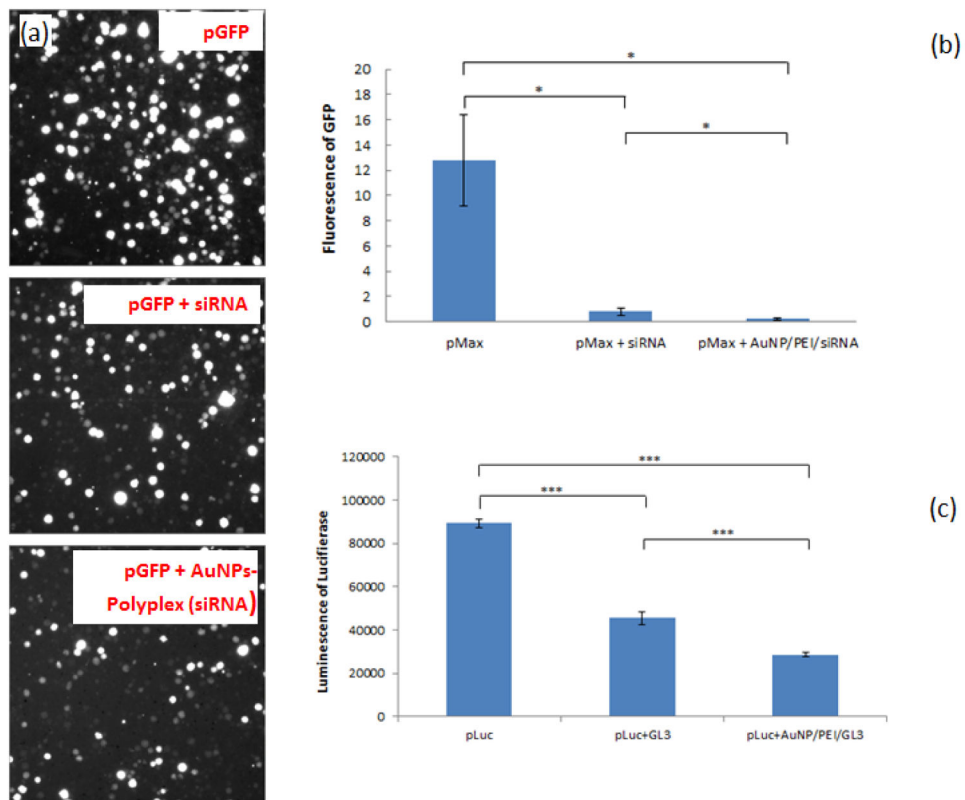 (a)
pGFP
pGFP + siRNA
pGFP + AuNPs-
Polyplex (siRNA)
(b)
*
*
*
Fluorescence of GFP
20
18
16
14
12
10
8
6
4
2
0
pMax
pMax + siRNA
pMax + AuNP/PEI/siRNA
(c)
***
***
***
Luminescence of Lucifierase
120000
100000
80000
60000
40000
20000
0
pLuc
pLuc+GL3
pLuc+AuNP/PEI/GL3